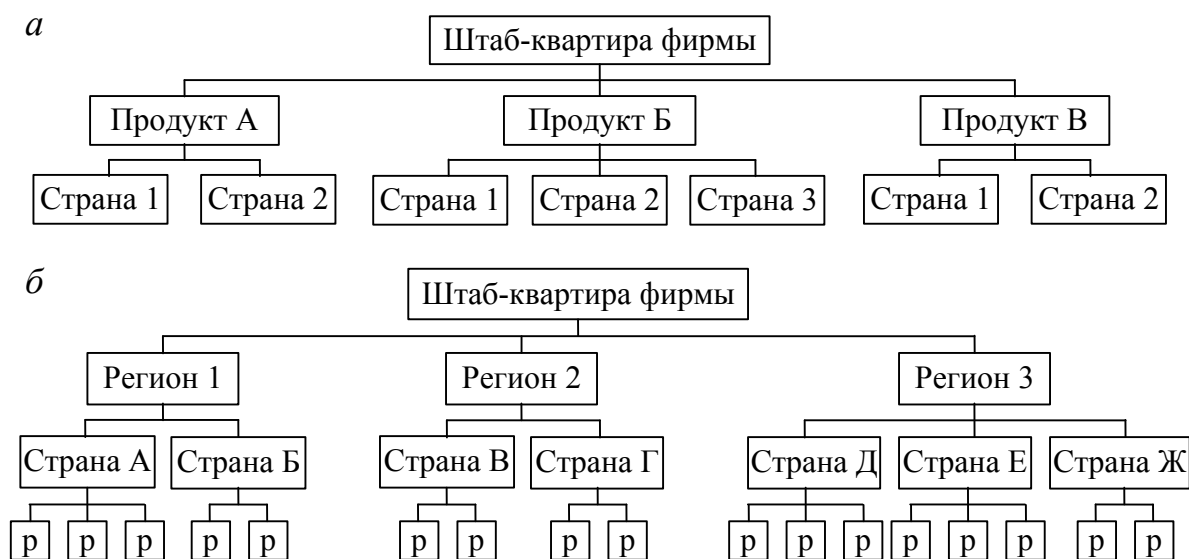 а
Штаб-квартира фирмы
Продукт А Продукт Б Продукт В
Страна 1 Страна 2 Страна 1 Страна 2 Страна 3 Страна 1 Страна 2
б
Штаб-квартира фирмы
Регион 1 Регион 2 Регион 3
Страна А Страна Б Страна В Страна Г Страна Д Страна Е Страна Ж
р р р р р р р р р р р р р р р р р